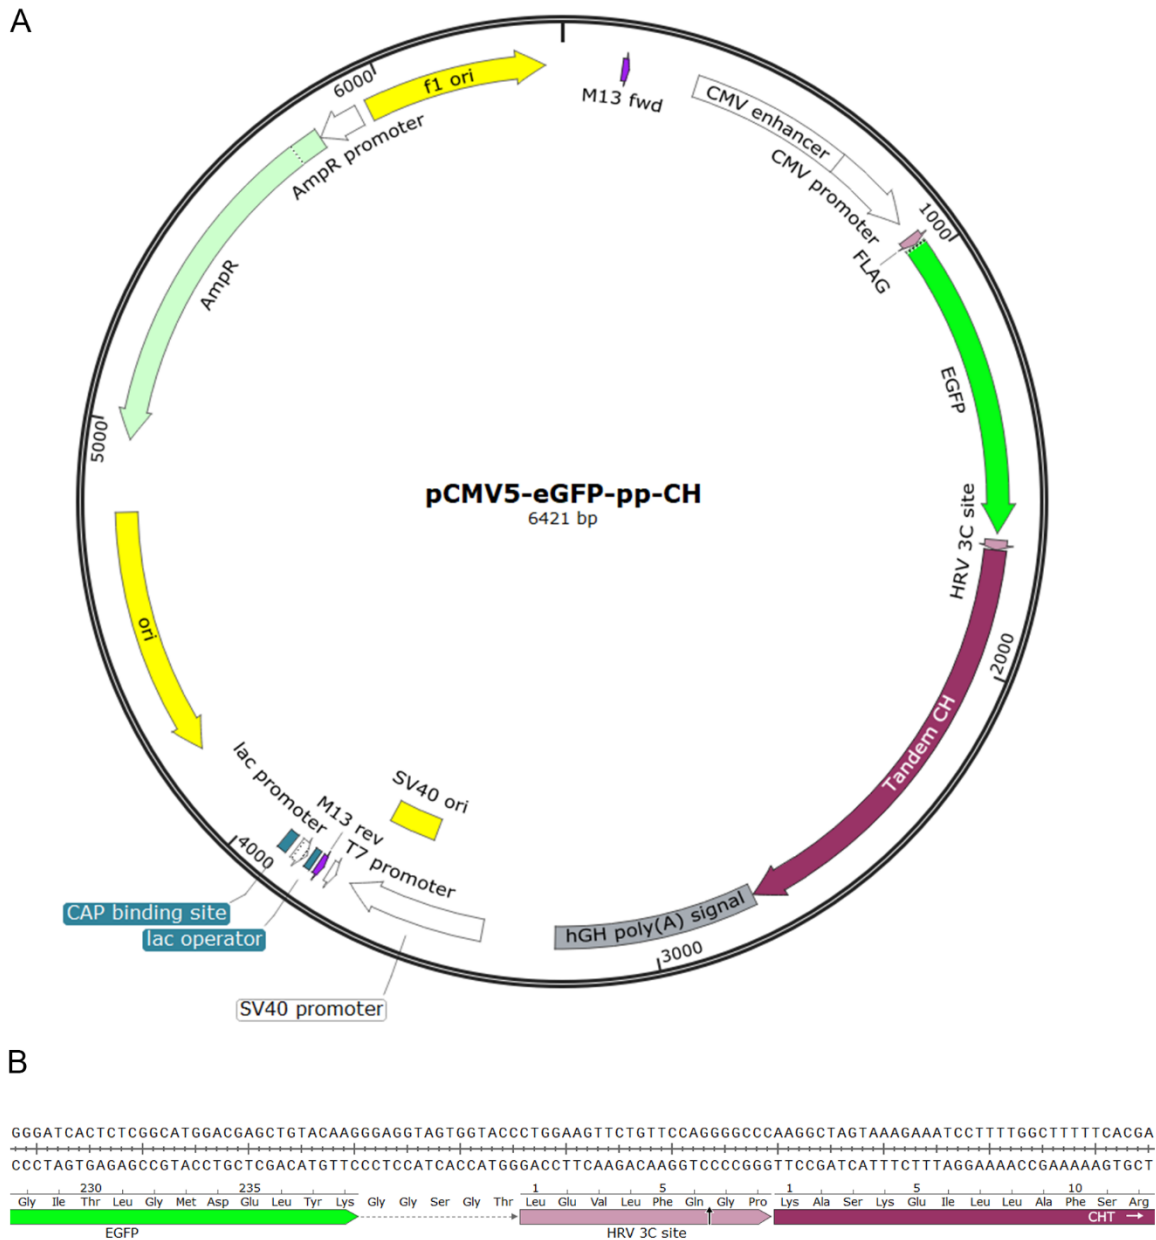 A
M13 fwd
CMV enhancer
CMV promoter
1000
FLAG
EGFP
HRV 3C site
2000
Tandem CH
hGH poly(A) signal
3000
SV40 promoter
SV40 ori
T7 promoter
M13 rev
lac operator
lac promoter
CAP binding site
4000
ori
5000
AmpR
AmpR promoter
6000
f1 ori
pCMV5-eGFP-pp-CH
6421 bp
B
GGGATCACTCTCGGCATGGACGAGCTGTACAAGGGAGGTAGTGGTACCCTGGAAGTTCTGTTCCAGGGGCCCAAGGCTAGTAAAGAAATCCTTTTGGCTTTTTCACGA
CCCTAGTGAGAGCCGTACCTGCTCGACATGTTCCCTCCATCACCATGGGACCTTCAAGACAAGGTCCCCGGGTTCCGATCATTTCTTTAGGAAAACCGAAAAAGTGCT
230 235 1 5 1 5 10
Gly Ile Thr Leu Gly Met Asp Glu Leu Tyr Lys Gly Gly Ser Gly Thr Leu Glu Val Leu Phe Gln Gly Pro Lys Ala Ser Lys Glu Ile Leu Leu Ala Phe Ser Arg
CHT
EGFP HRV 3C site